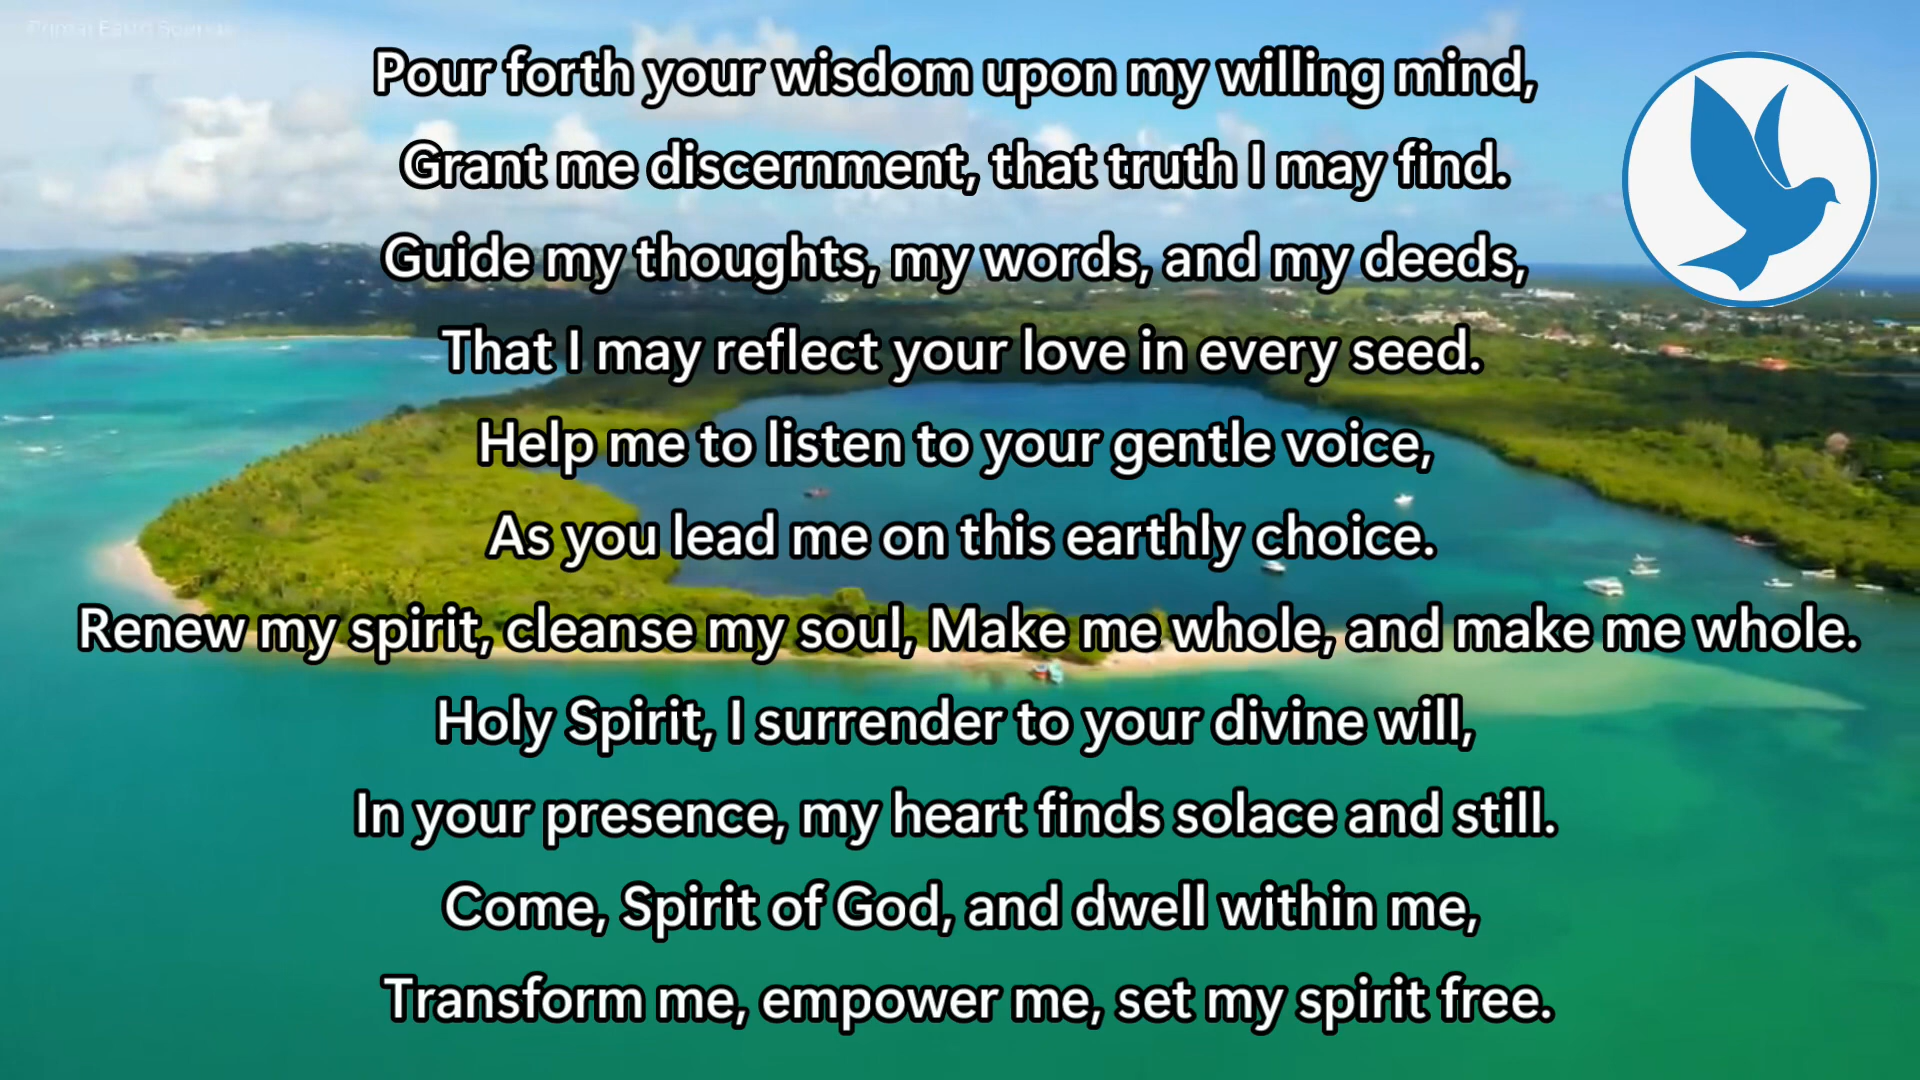 Primal Earth Sounds
Pour forth your wisdom upon my willing mind,
Grant me discernment, that truth I may find.
Guide my thoughts, my words, and my deeds,
That I may reflect your love in every seed.
Help me to listen to your gentle voice,
As you lead me on this earthly choice.
Renew my spirit, cleanse my soul, Make me whole, and make me whole.
Holy Spirit, I surrender to your divine will,
In your presence, my heart finds solace and still.
Come, Spirit of God, and dwell within me,
Transform me, empower me, set my spirit free.